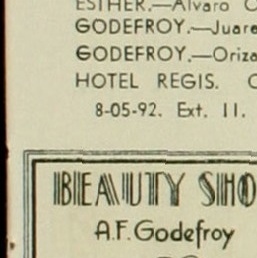 ESTHER.—Alvaro O
GODEFROY.—Juare
GODEFROY.—Oriza
HOTEL REGIS. C
8-05-92. Ext. 11.
BEAUTY SHO
A.F. Godefroy